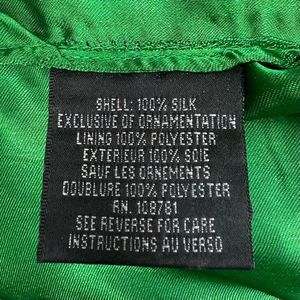 SHELL: 100% SILK
EXCLUSIVE OF ORNAMENTATION
LINING 100% POLYESTER
EXTERIEUR 100% SOIE
SAUF LES ORNEMENTS
DOUBLURE 100% POLYESTER
RN. 108781
SEE REVERSE FOR CARE
INSTRUCTIONS AU VERSO